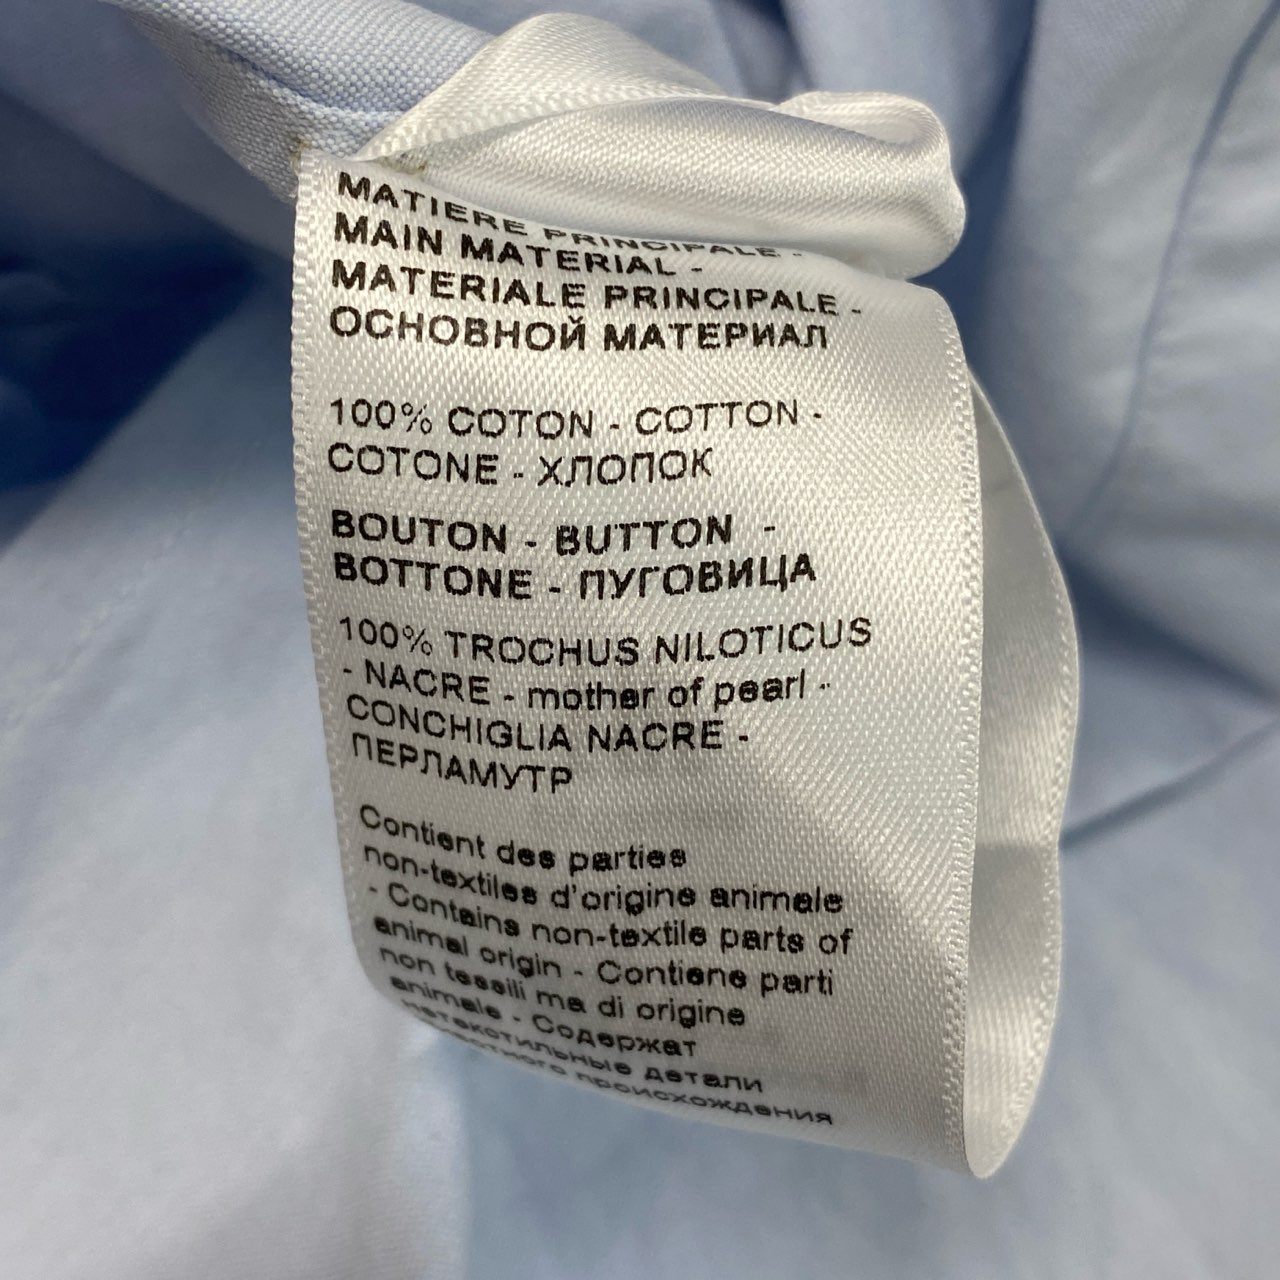 MATIERE PRINCIPALE -
MAIN MATERIAL -
MATERIALE PRINCIPALE -
ОСНОВНОЙ МАТЕРИАЛ
100% COTON - COTTON -
COTONE - ХЛОПОК
BOUTON - BUTTON -
BOTTONE - ПУГОВИЦА
100% TROCHUS NILOTICUS
- NACRE - mother of pearl -
CONCHIGLIA NACRE -
ПЕРЛАМУТР
Contient des parties
non-textiles d'origine animale
- Contains non-textile parts of
animal origin - Contiene parti
non tessili ma di origine
animale - Содержат
нетекстильные детали
происхождения